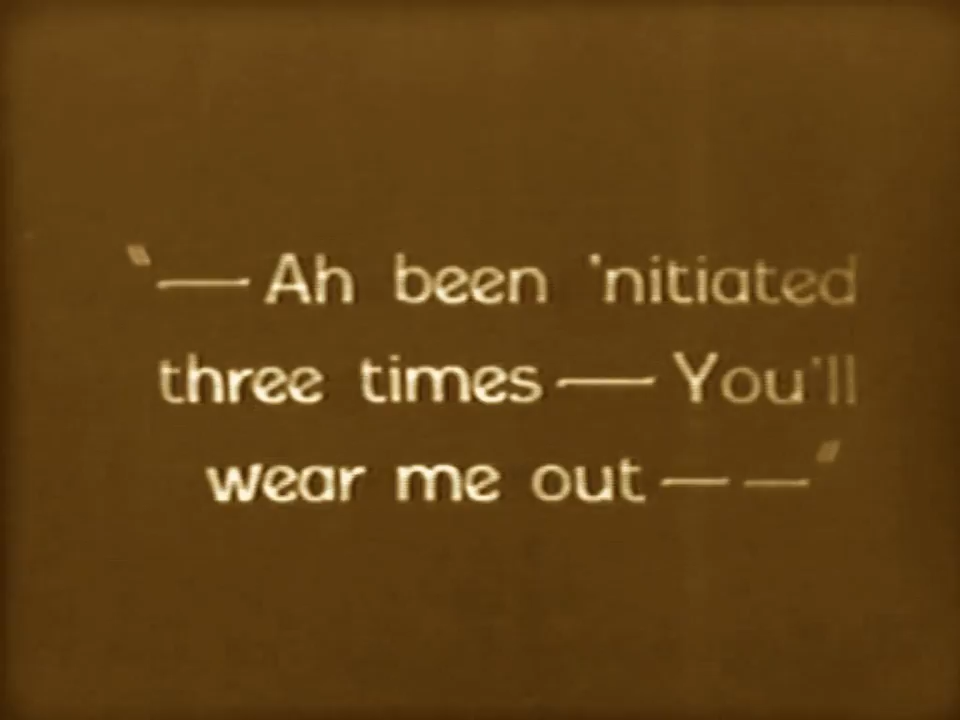 "— Ah been 'nitiated
three times — You'll
wear me out — —"